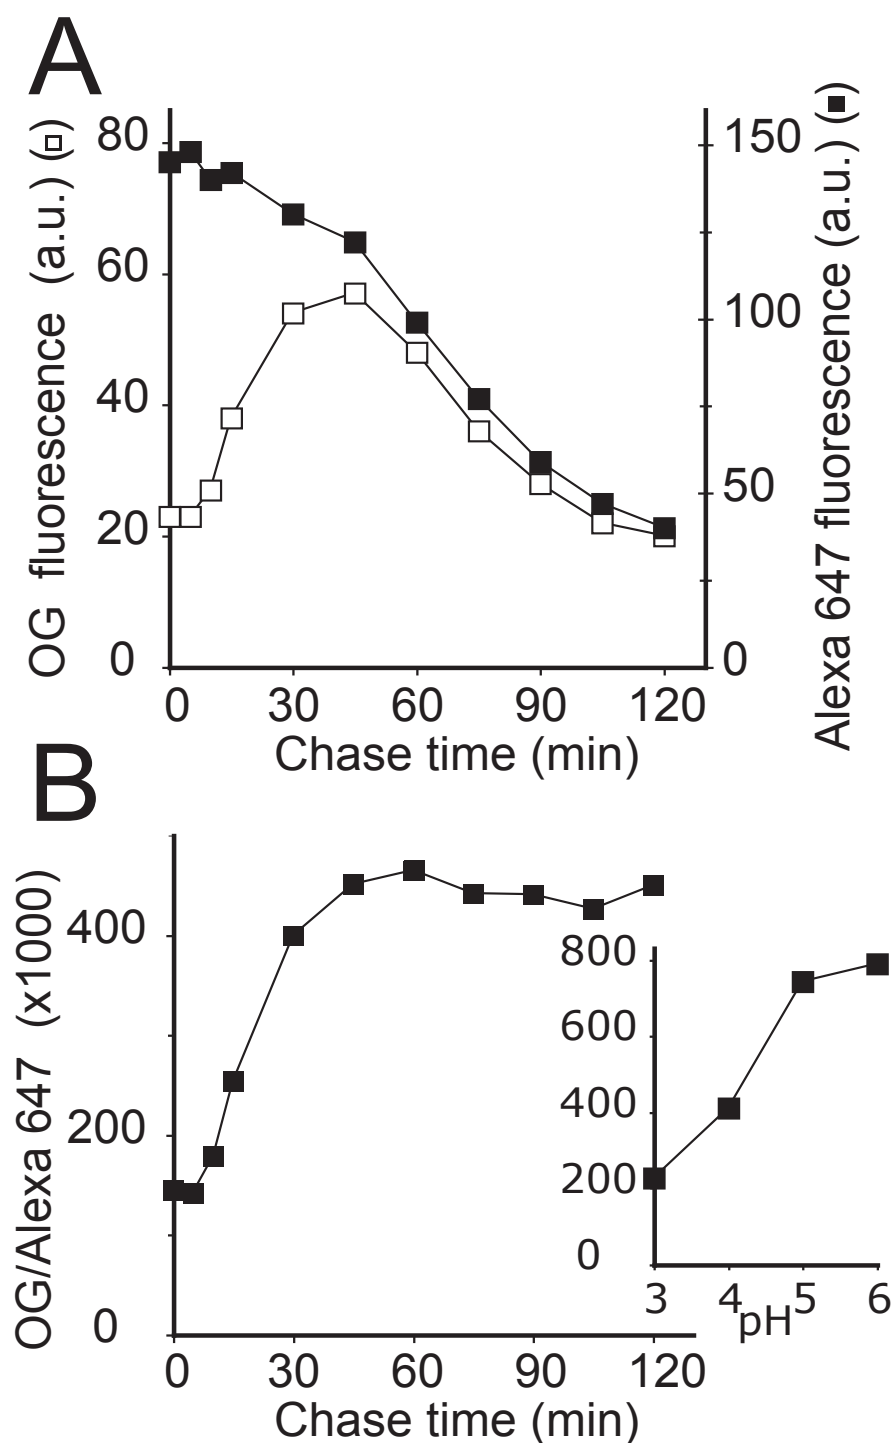 A
OG fluorescence (a.u.) (□)
80
60
40
20
0
Alexa 647 fluorescence (a.u.) (■)
150
100
50
0
0 30 60 90 120
Chase time (min)
B
OG/Alexa 647 (x1000)
400
200
0
0 30 60 90 120
Chase time (min)
800
600
400
200
0
3 4 5 6
pH